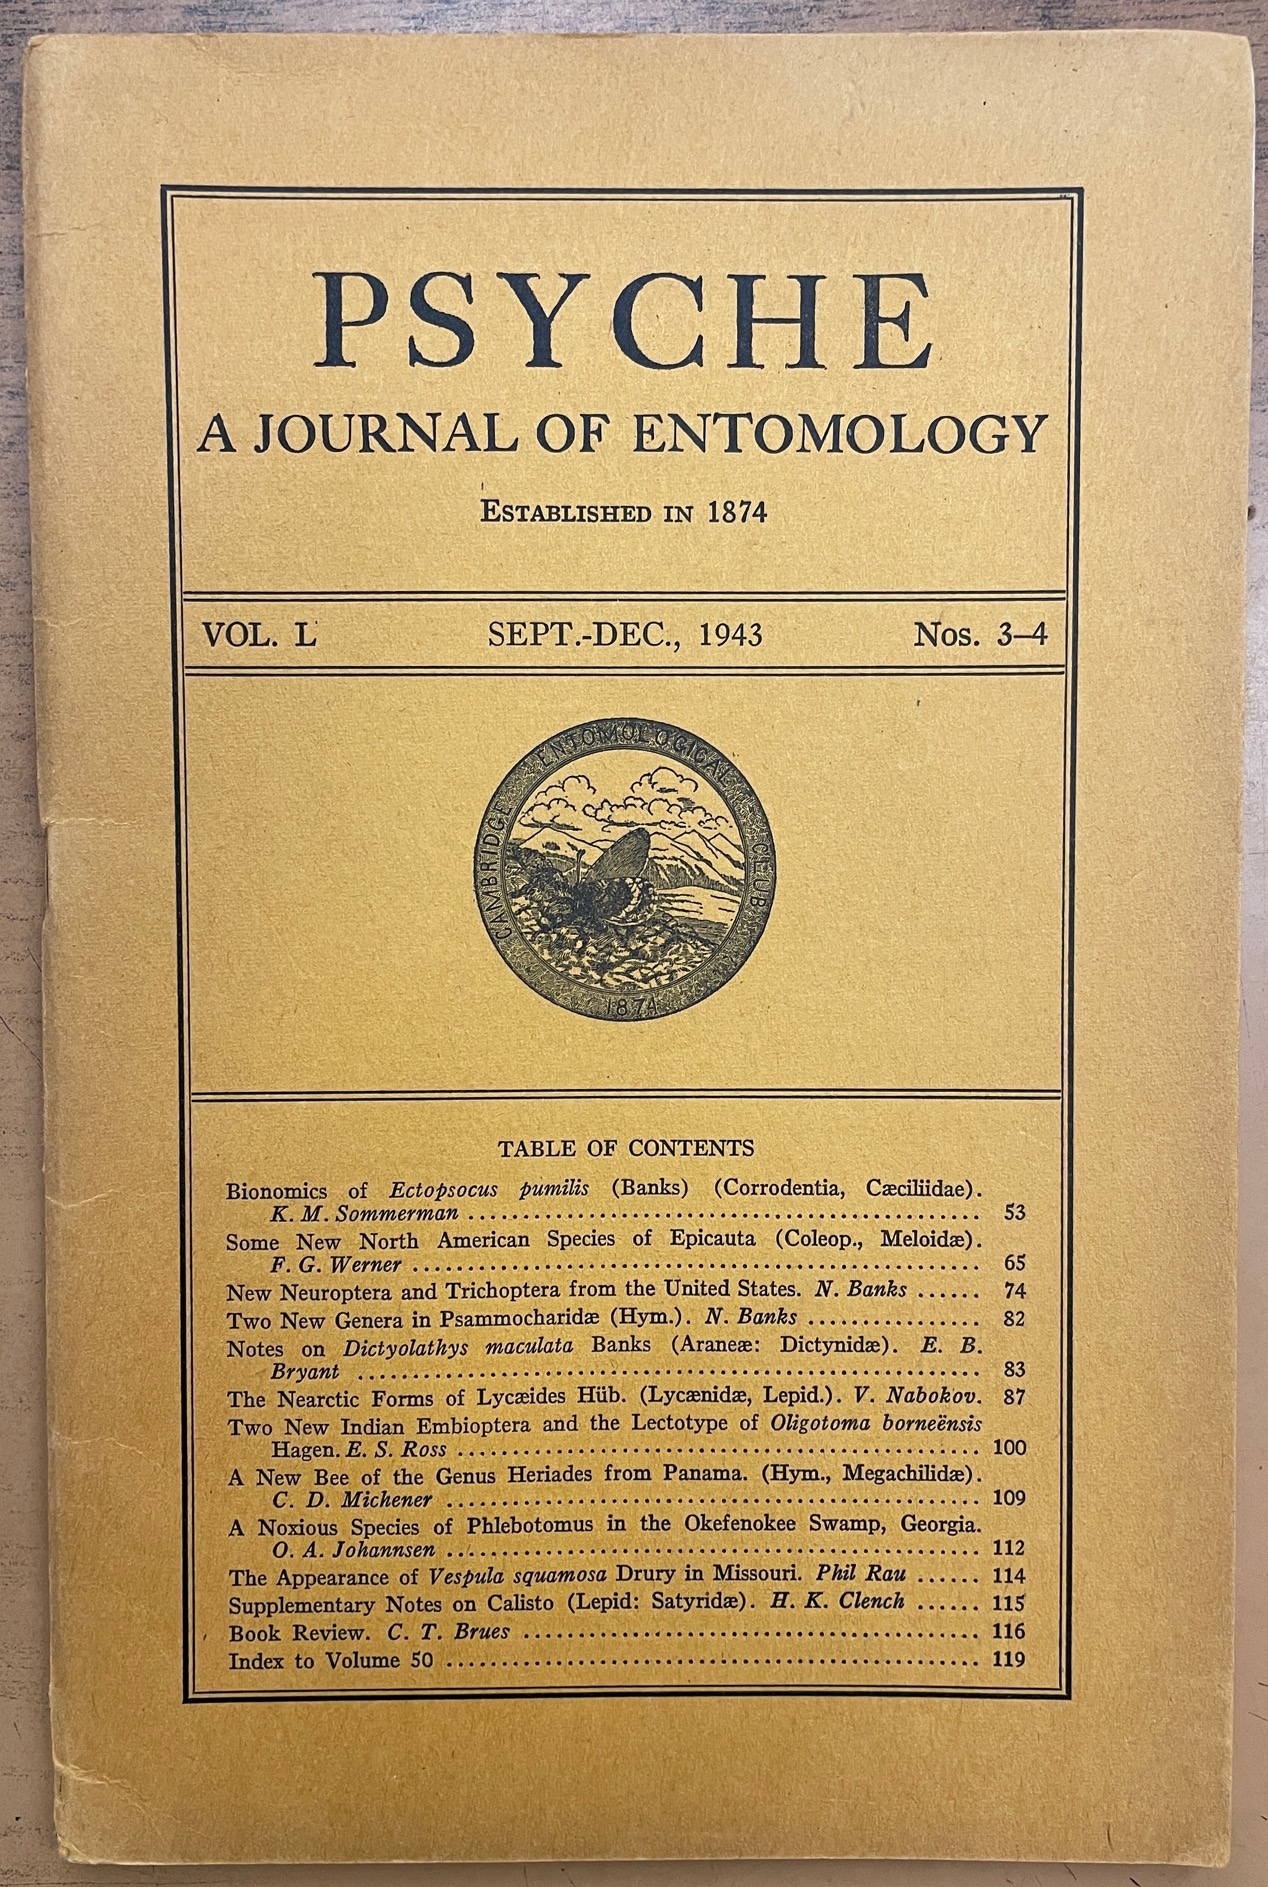 PSYCHE
A JOURNAL OF ENTOMOLOGY
ESTABLISHED IN 1874
VOL. L SEPT.-DEC., 1943 Nos. 3–4
CAMBRIDGE ENTOMOLOGICAL CLUB
1874
TABLE OF CONTENTS
Bionomics of Ectopsocus pumilis (Banks) (Corrodentia, Cæciliidae).
K. M. Sommerman ........ 53
Some New North American Species of Epicauta (Coleop., Meloidæ).
F. G. Werner ........ 65
New Neuroptera and Trichoptera from the United States. N. Banks ...... 74
Two New Genera in Psammocharidæ (Hym.). N. Banks ........ 82
Notes on Dictyolathys maculata Banks (Araneæ: Dictynidæ). E. B.
Bryant ........ 83
The Nearctic Forms of Lycæides Hüb. (Lycænidæ, Lepid.). V. Nabokov. 87
Two New Indian Embioptera and the Lectotype of Oligotoma borneënsis
Hagen. E. S. Ross ........ 100
A New Bee of the Genus Heriades from Panama. (Hym., Megachilidæ).
C. D. Michener ........ 109
A Noxious Species of Phlebotomus in the Okefenokee Swamp, Georgia.
O. A. Johannsen ........ 112
The Appearance of Vespula squamosa Drury in Missouri. Phil Rau ...... 114
Supplementary Notes on Calisto (Lepid: Satyridæ). H. K. Clench ...... 115
Book Review. C. T. Brues ........ 116
Index to Volume 50 ........ 119